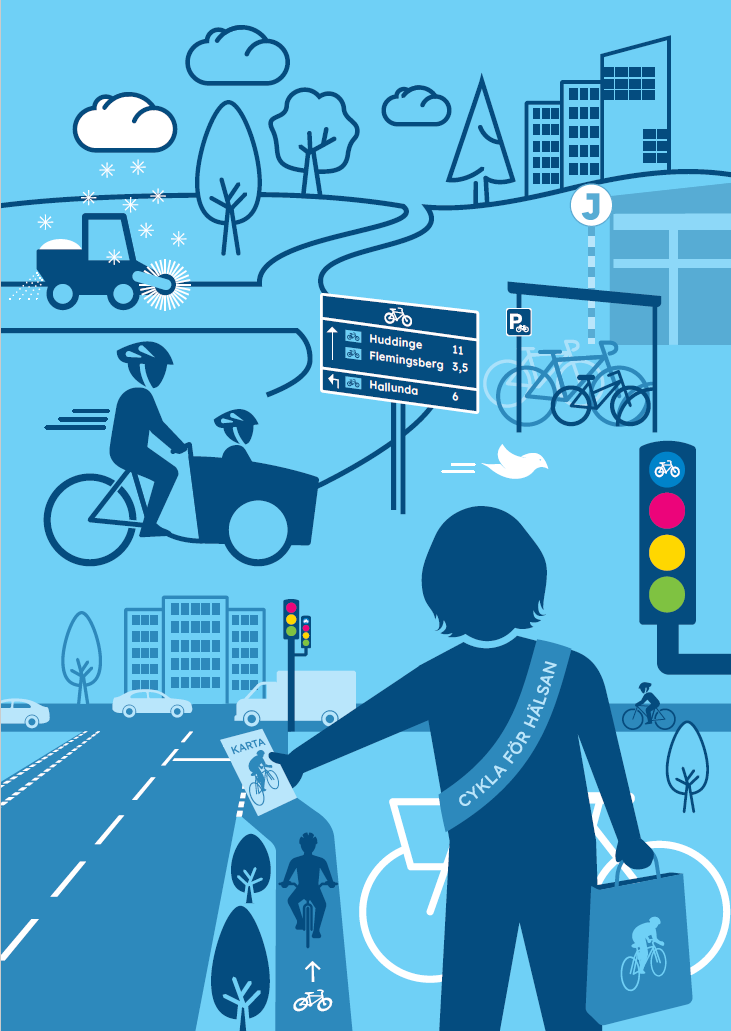 J
P
Huddinge 11
Flemingsberg 3,5
Hallunda 6
CYKLA FÖR HÄLSAN
KARTA